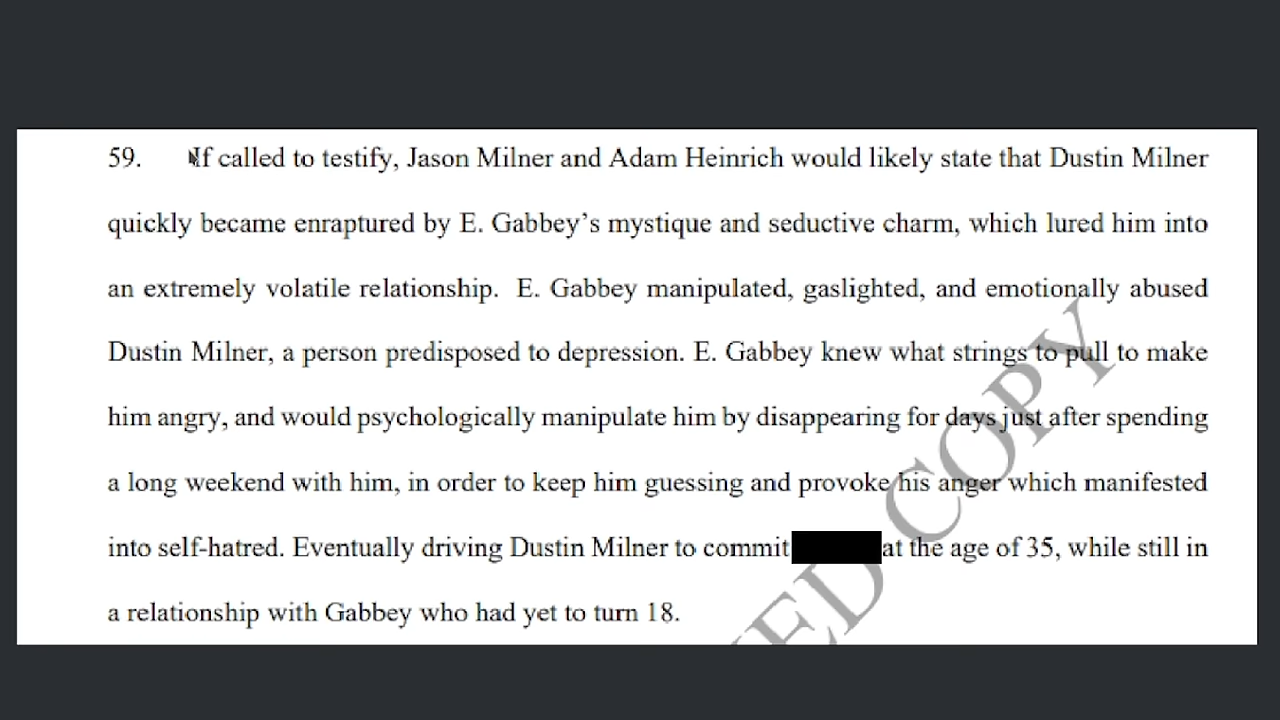 59. If called to testify, Jason Milner and Adam Heinrich would likely state that Dustin Milner
quickly became enraptured by E. Gabbey’s mystique and seductive charm, which lured him into
an extremely volatile relationship. E. Gabbey manipulated, gaslighted, and emotionally abused
Dustin Milner, a person predisposed to depression. E. Gabbey knew what strings to pull to make
him angry, and would psychologically manipulate him by disappearing for days just after spending
a long weekend with him, in order to keep him guessing and provoke his anger which manifested
into self-hatred. Eventually driving Dustin Milner to commit at the age of 35, while still in
a relationship with Gabbey who had yet to turn 18.
COPY